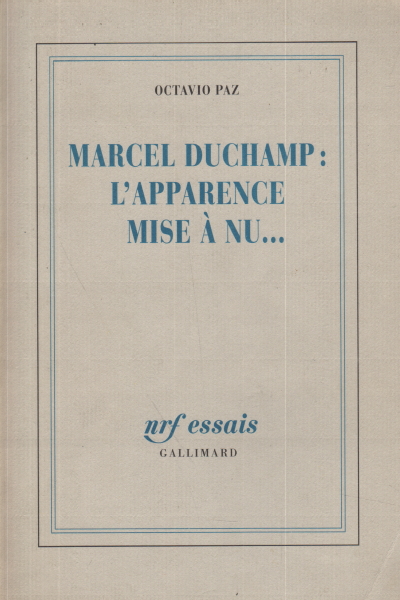 OCTAVIO PAZ
MARCEL DUCHAMP :
L'APPARENCE
MISE À NU...
nrf essais
GALLIMARD